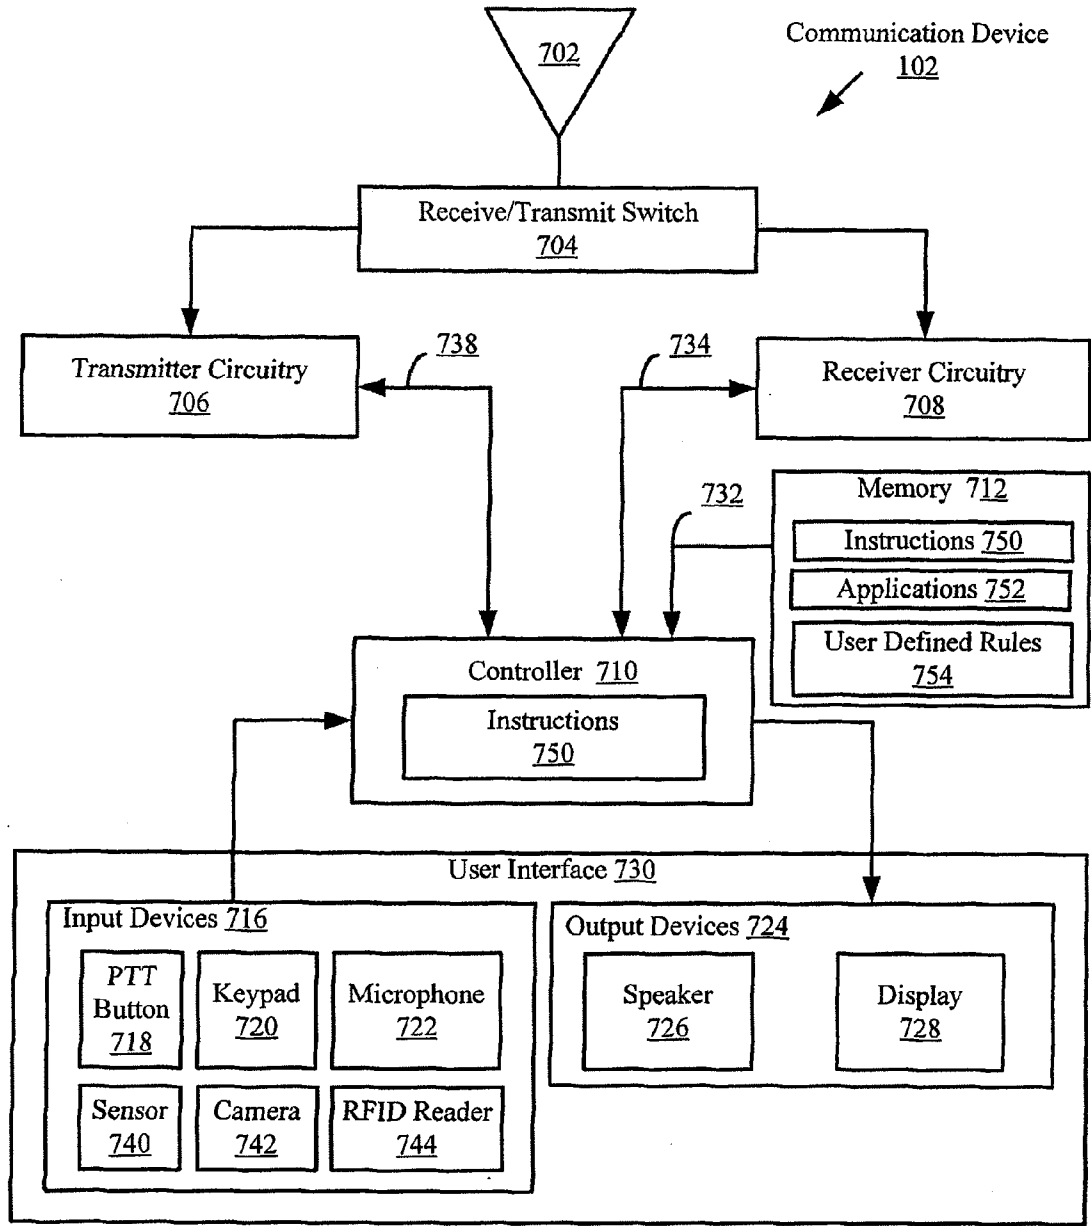 Communication Device
102
702
Receive/Transmit Switch
704
Transmitter Circuitry
706
738
734
Receiver Circuitry
708
732
Memory 712
Instructions 750
Applications 752
User Defined Rules
754
Controller 710
Instructions
750
User Interface 730
Input Devices 716
PTT
Button
718
Keypad
720
Microphone
722
Sensor
740
Camera
742
RFID Reader
744
Output Devices 724
Speaker
726
Display
728